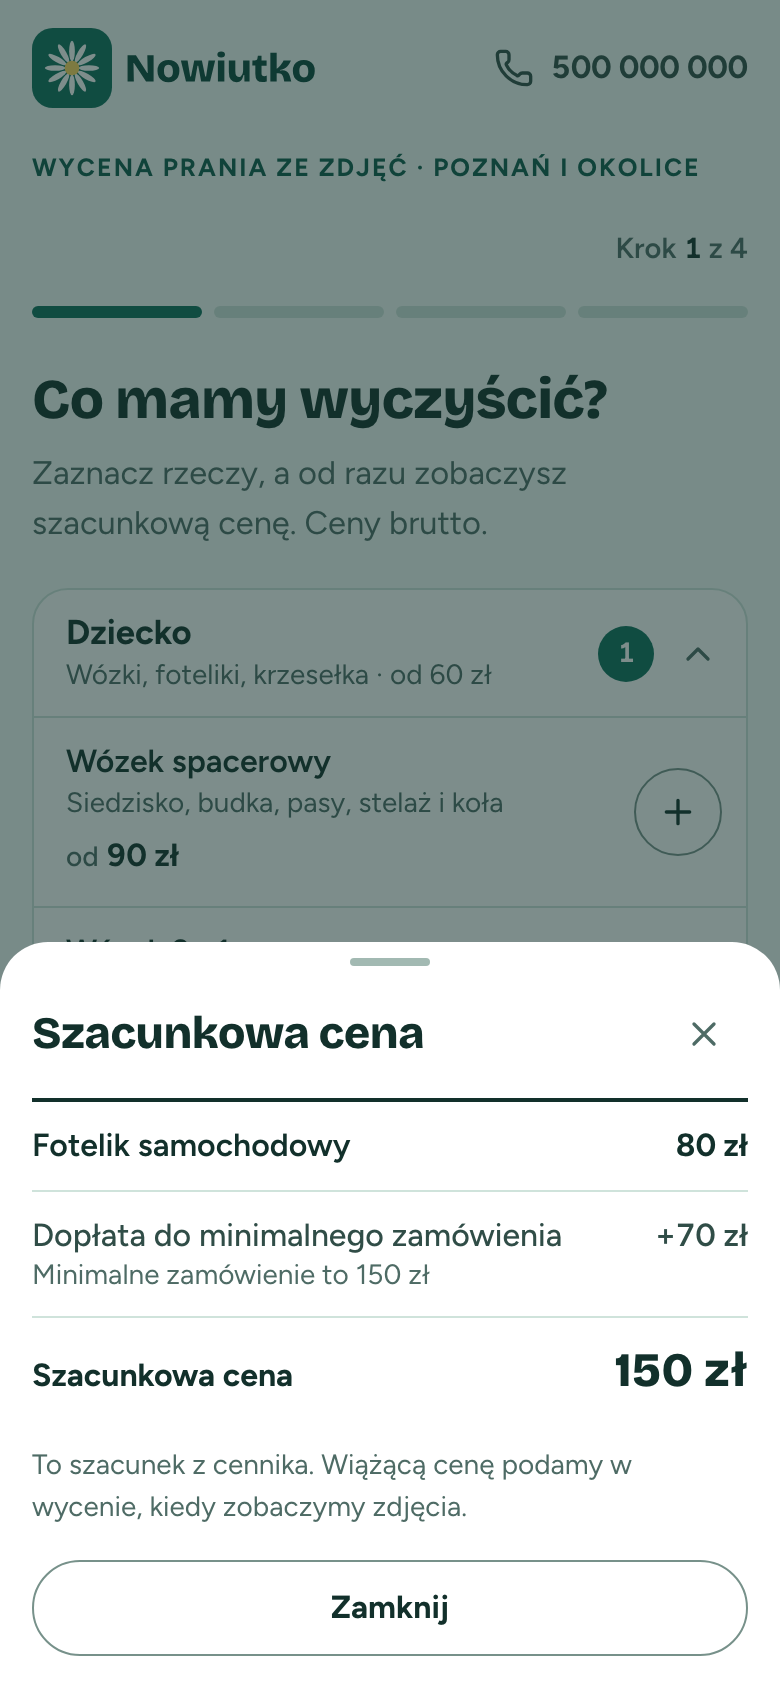 Nowiutko
500 000 000
WYCENA PRANIA ZE ZDJĘĆ · POZNAŃ I OKOLICE
Krok 1 z 4
Co mamy wyczyścić?
Zaznacz rzeczy, a od razu zobaczysz
szacunkową cenę. Ceny brutto.
Dziecko
1
Wózki, foteliki, krzesełka · od 60 zł
Wózek spacerowy
Siedzisko, budka, pasy, stelaż i koła
od 90 zł
Szacunkowa cena
Fotelik samochodowy
80 zł
Dopłata do minimalnego zamówienia
+70 zł
Minimalne zamówienie to 150 zł
Szacunkowa cena
150 zł
To szacunek z cennika. Wiążącą cenę podamy w
wycenie, kiedy zobaczymy zdjęcia.
Zamknij